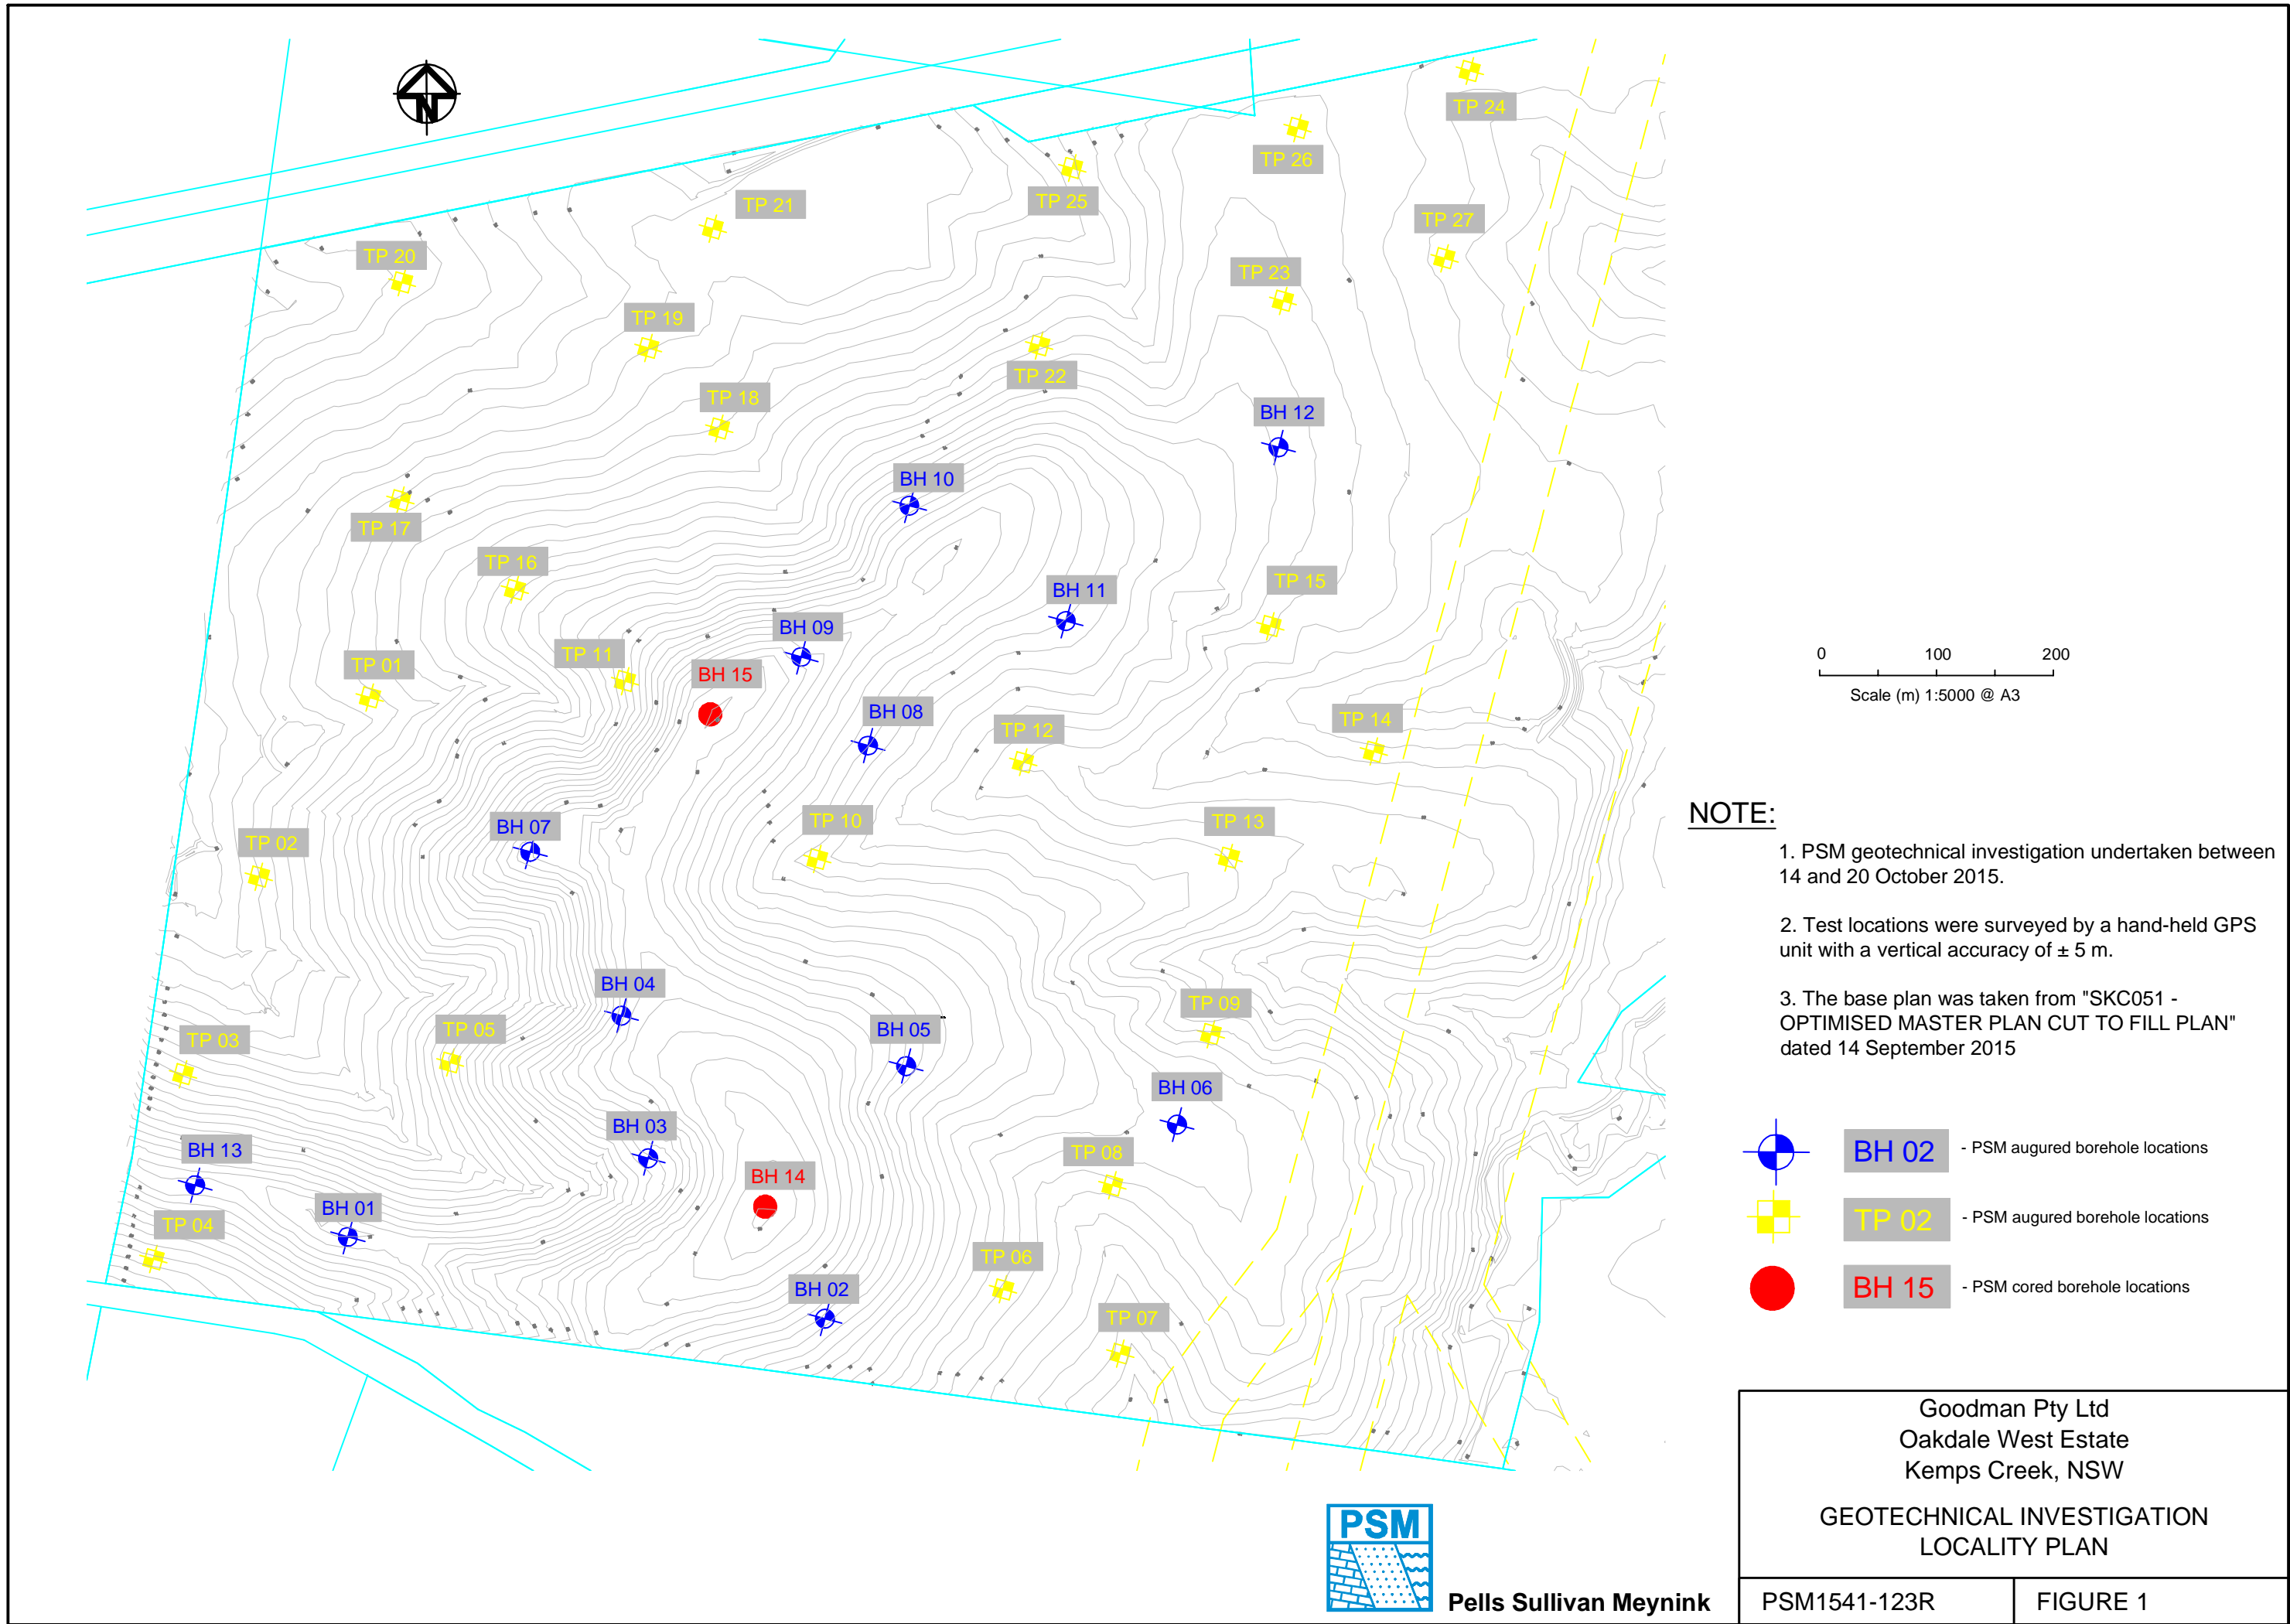 N
TP 24
TP 26
TP 25
TP 21
TP 27
TP 20
TP 23
TP 19
TP 22
TP 18
BH 12
BH 10
TP 17
TP 16
TP 15
BH 11
BH 09
TP 11
TP 01
BH 15
BH 08
TP 14
TP 12
TP 10
TP 13
BH 07
TP 02
BH 04
TP 09
BH 05
TP 05
TP 03
BH 06
BH 03
BH 13
TP 08
BH 14
BH 01
TP 04
TP 06
BH 02
TP 07
0 100 200
Scale (m) 1:5000 @ A3
NOTE:
1. PSM geotechnical investigation undertaken between
14 and 20 October 2015.
2. Test locations were surveyed by a hand-held GPS
unit with a vertical accuracy of ± 5 m.
3. The base plan was taken from "SKC051 -
OPTIMISED MASTER PLAN CUT TO FILL PLAN"
dated 14 September 2015
BH 02 - PSM augured borehole locations
TP 02 - PSM augured borehole locations
BH 15 - PSM cored borehole locations
Goodman Pty Ltd
Oakdale West Estate
Kemps Creek, NSW
GEOTECHNICAL INVESTIGATION
LOCALITY PLAN
PSM
Pells Sullivan Meynink
PSM1541-123R FIGURE 1